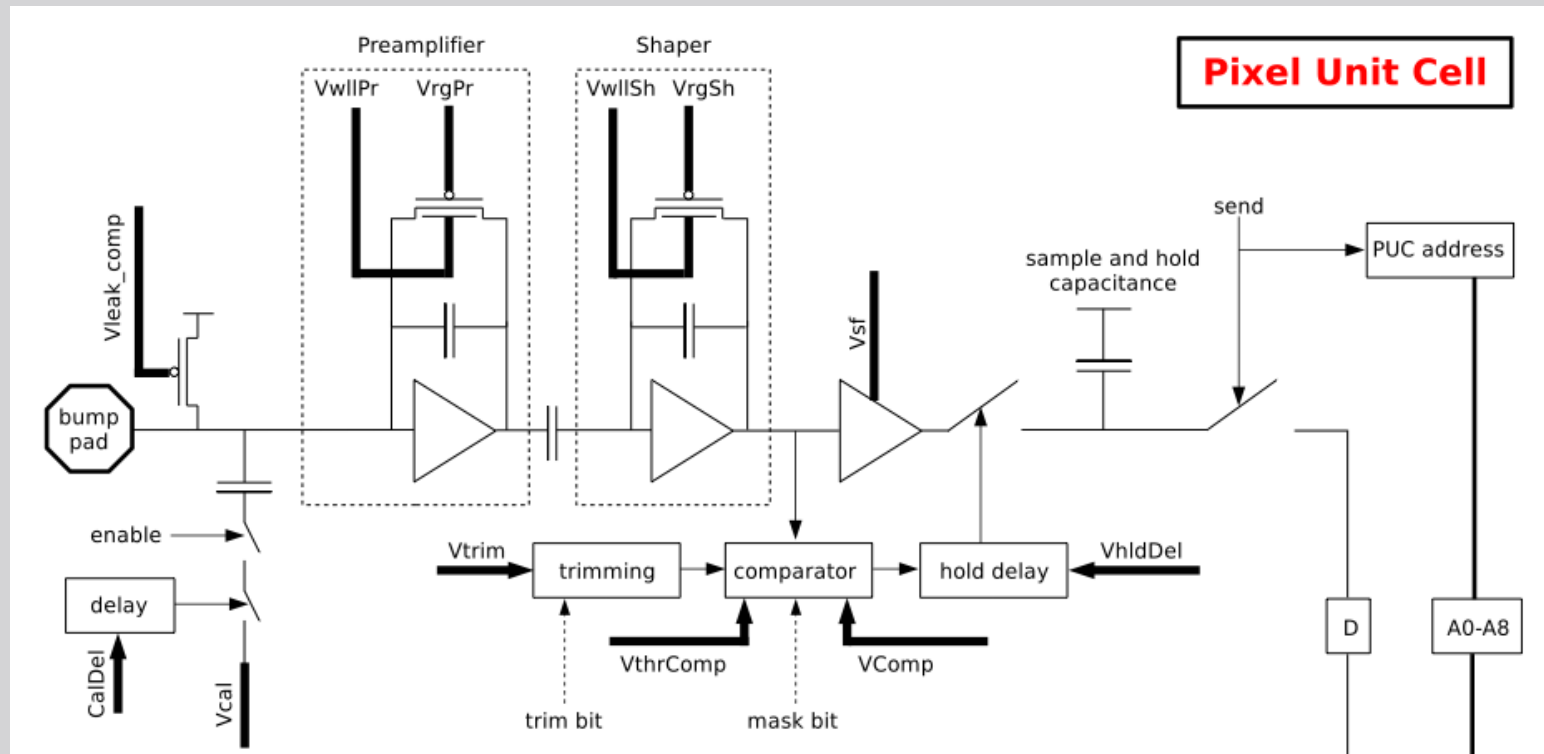 Preamplifier
Shaper
Pixel Unit Cell
VwllPr
VrgPr
VwllSh
VrgSh
Vleak_comp
send
PUC address
sample and hold
capacitance
Vsf
bump
pad
enable
delay
CalDel
Vcal
Vtrim
trimming
comparator
hold delay
VhldDel
VthrComp
VComp
trim bit
mask bit
D
A0-A8